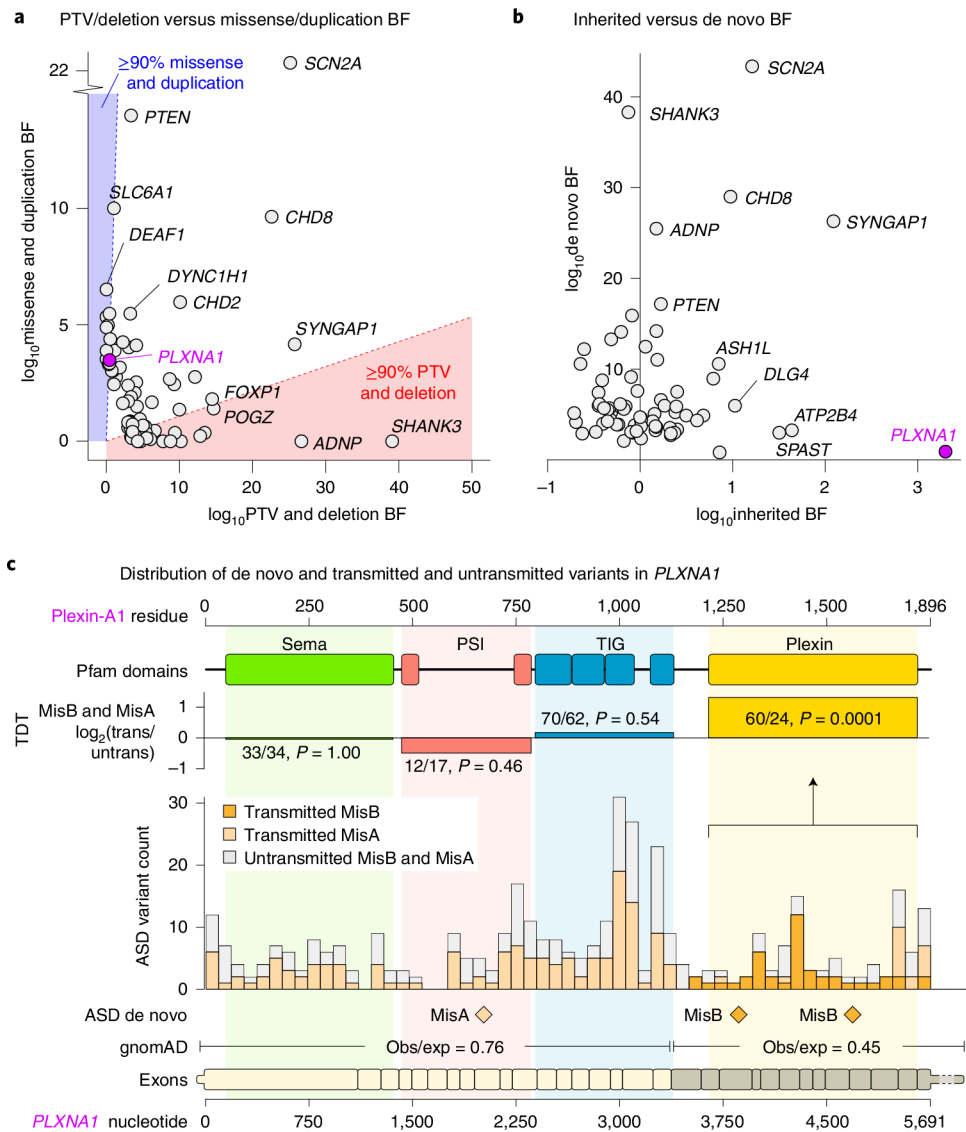 a PTV/deletion versus missense/duplication BF
≥90% missense
and duplication
SCN2A
PTEN
SLC6A1
DEAF1
CHD8
DYNC1H1
CHD2
SYNGAP1
PLXNA1
≥90% PTV
and deletion
FOXP1
POGZ
SHANK3
ADNP
22
10
5
0
log10missense and duplication BF
0 10 20 30 40 50
log10PTV and deletion BF
b Inherited versus de novo BF
SCN2A
SHANK3
CHD8
SYNGAP1
ADNP
PTEN
ASH1L
DLG4
ATP2B4
PLXNA1
SPAST
40
30
20
10
0
log10de novo BF
−1 0 1 2 3
log10inherited BF
c Distribution of de novo and transmitted and untransmitted variants in PLXNA1
Plexin-A1 residue 0 250 500 750 1,000 1,250 1,500 1,896
Sema PSI TIG Plexin
Pfam domains
TDT
MisB and MisA
log2(trans/
untrans)
1
0
−1
33/34, P = 1.00
12/17, P = 0.46
70/62, P = 0.54
60/24, P = 0.0001
Transmitted MisB
Transmitted MisA
Untransmitted MisB and MisA
ASD variant count
30
20
10
0
ASD de novo MisA MisB MisB
gnomAD Obs/exp = 0.76 Obs/exp = 0.45
Exons
PLXNA1 nucleotide 0 750 1,500 2,250 3,000 3,750 4,500 5,691